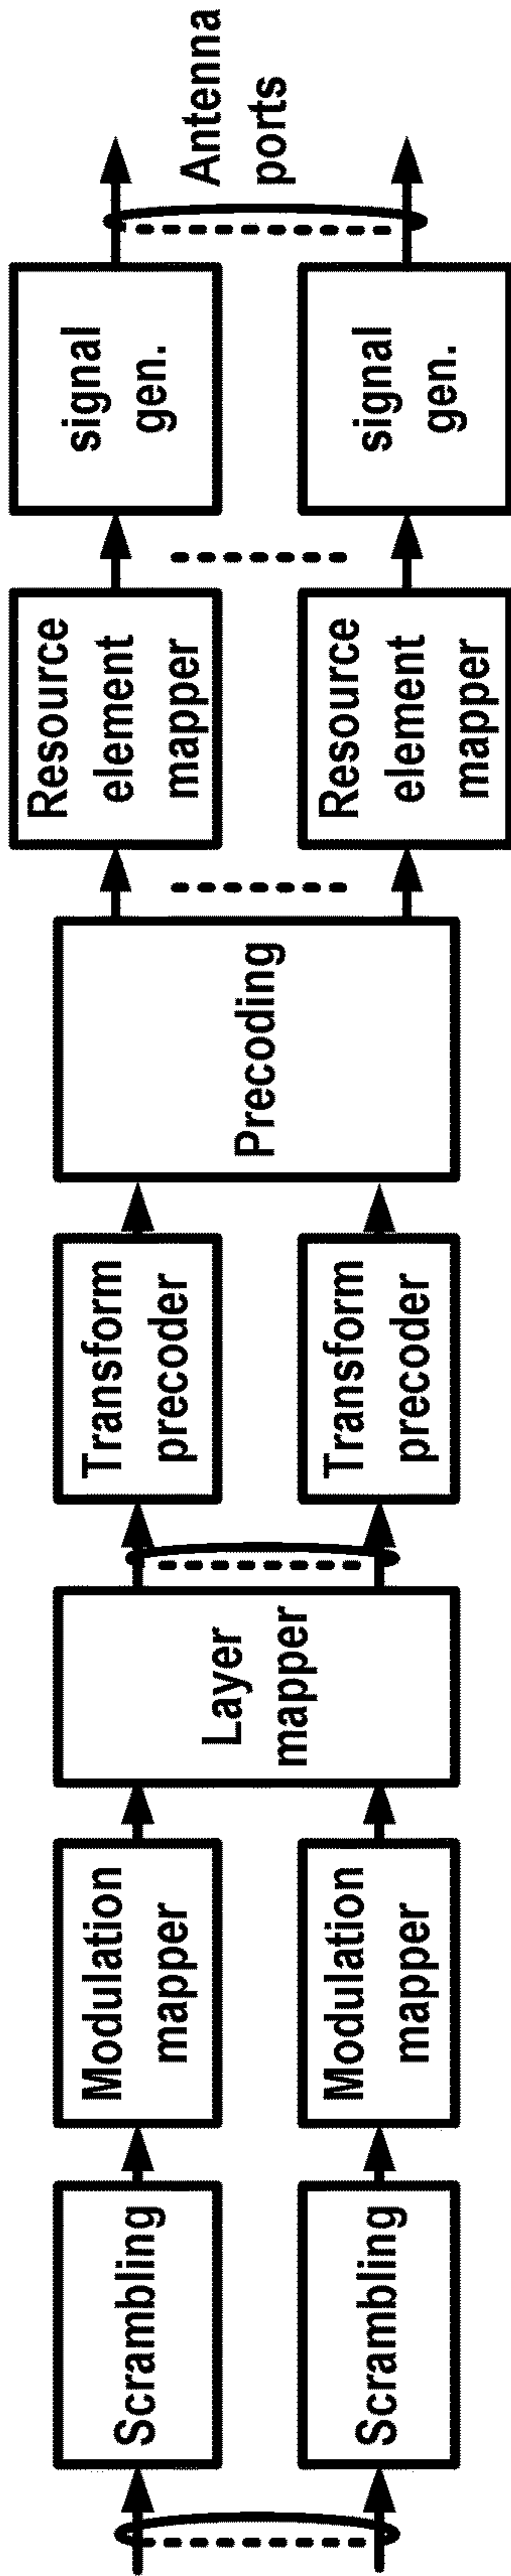 Scrambling
Scrambling
Modulation
mapper
Modulation
mapper
Layer
mapper
Transform
precoder
Transform
precoder
Precoding
Resource
element
mapper
Resource
element
mapper
signal
gen.
signal
gen.
Antenna
ports